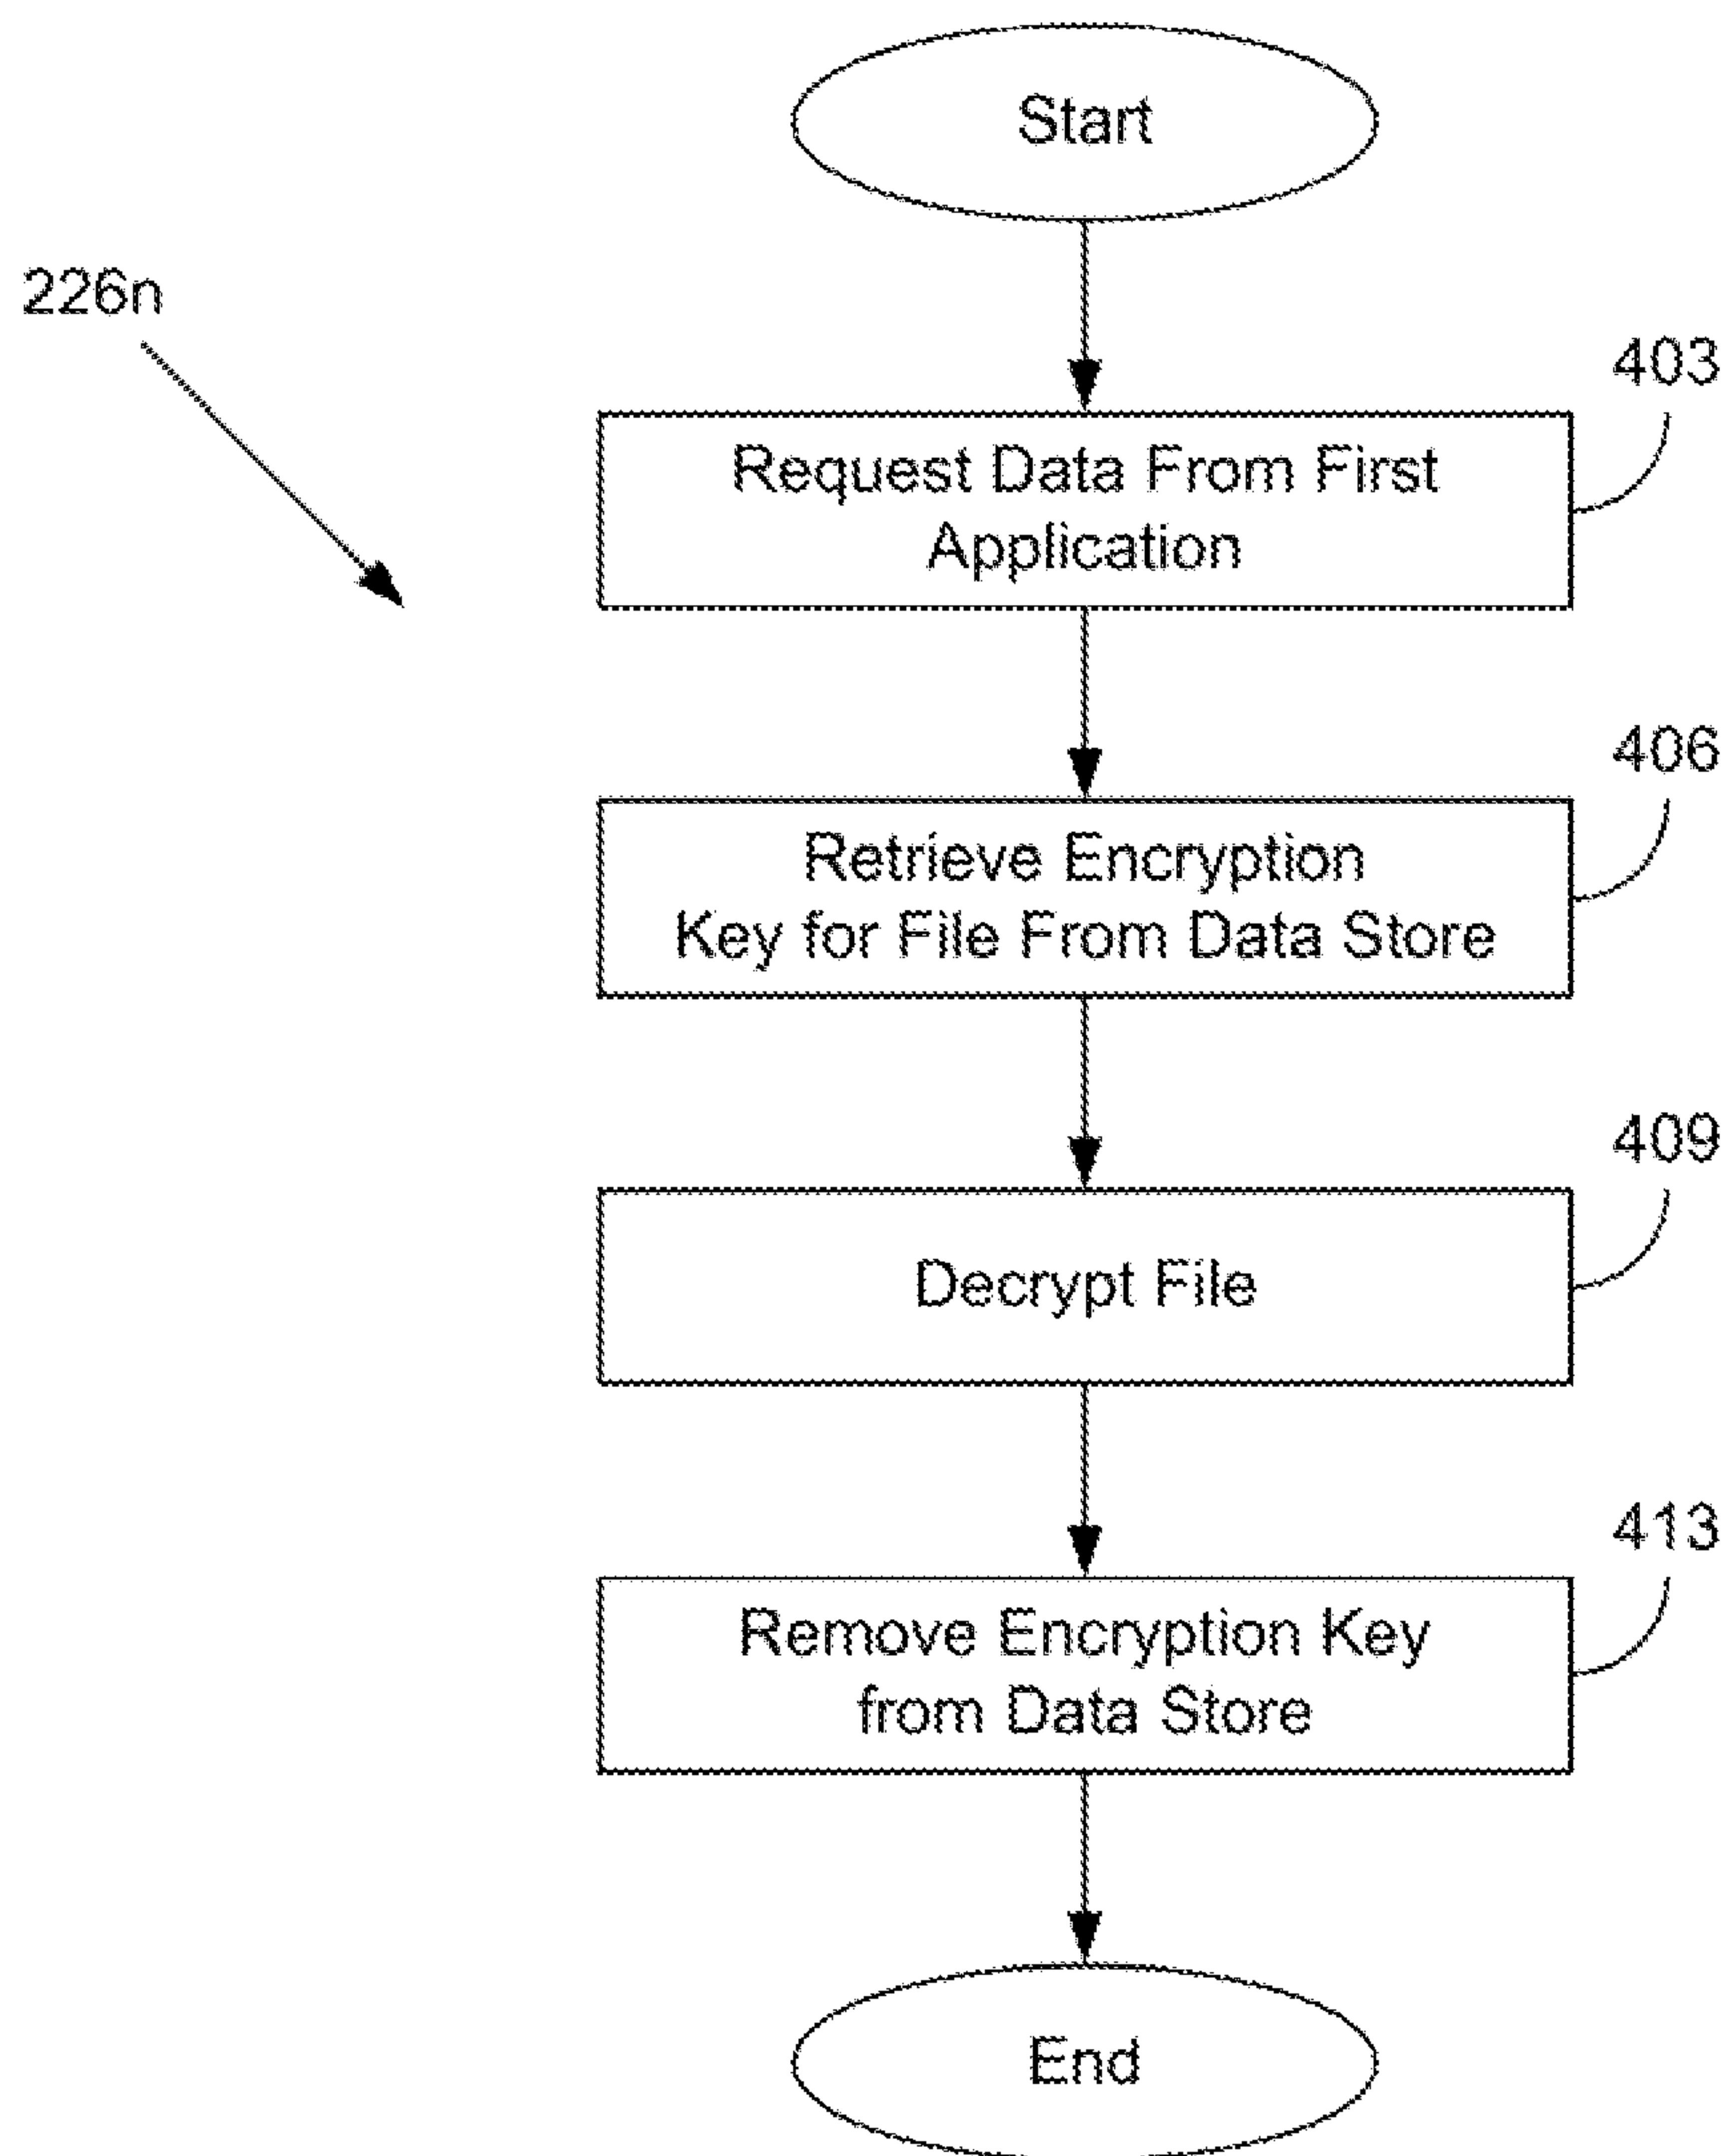 Start
226n
403
Request Data From First
Application
406
Retrieve Encryption
Key for File From Data Store
409
Decrypt File
413
Remove Encryption Key
from Data Store
End